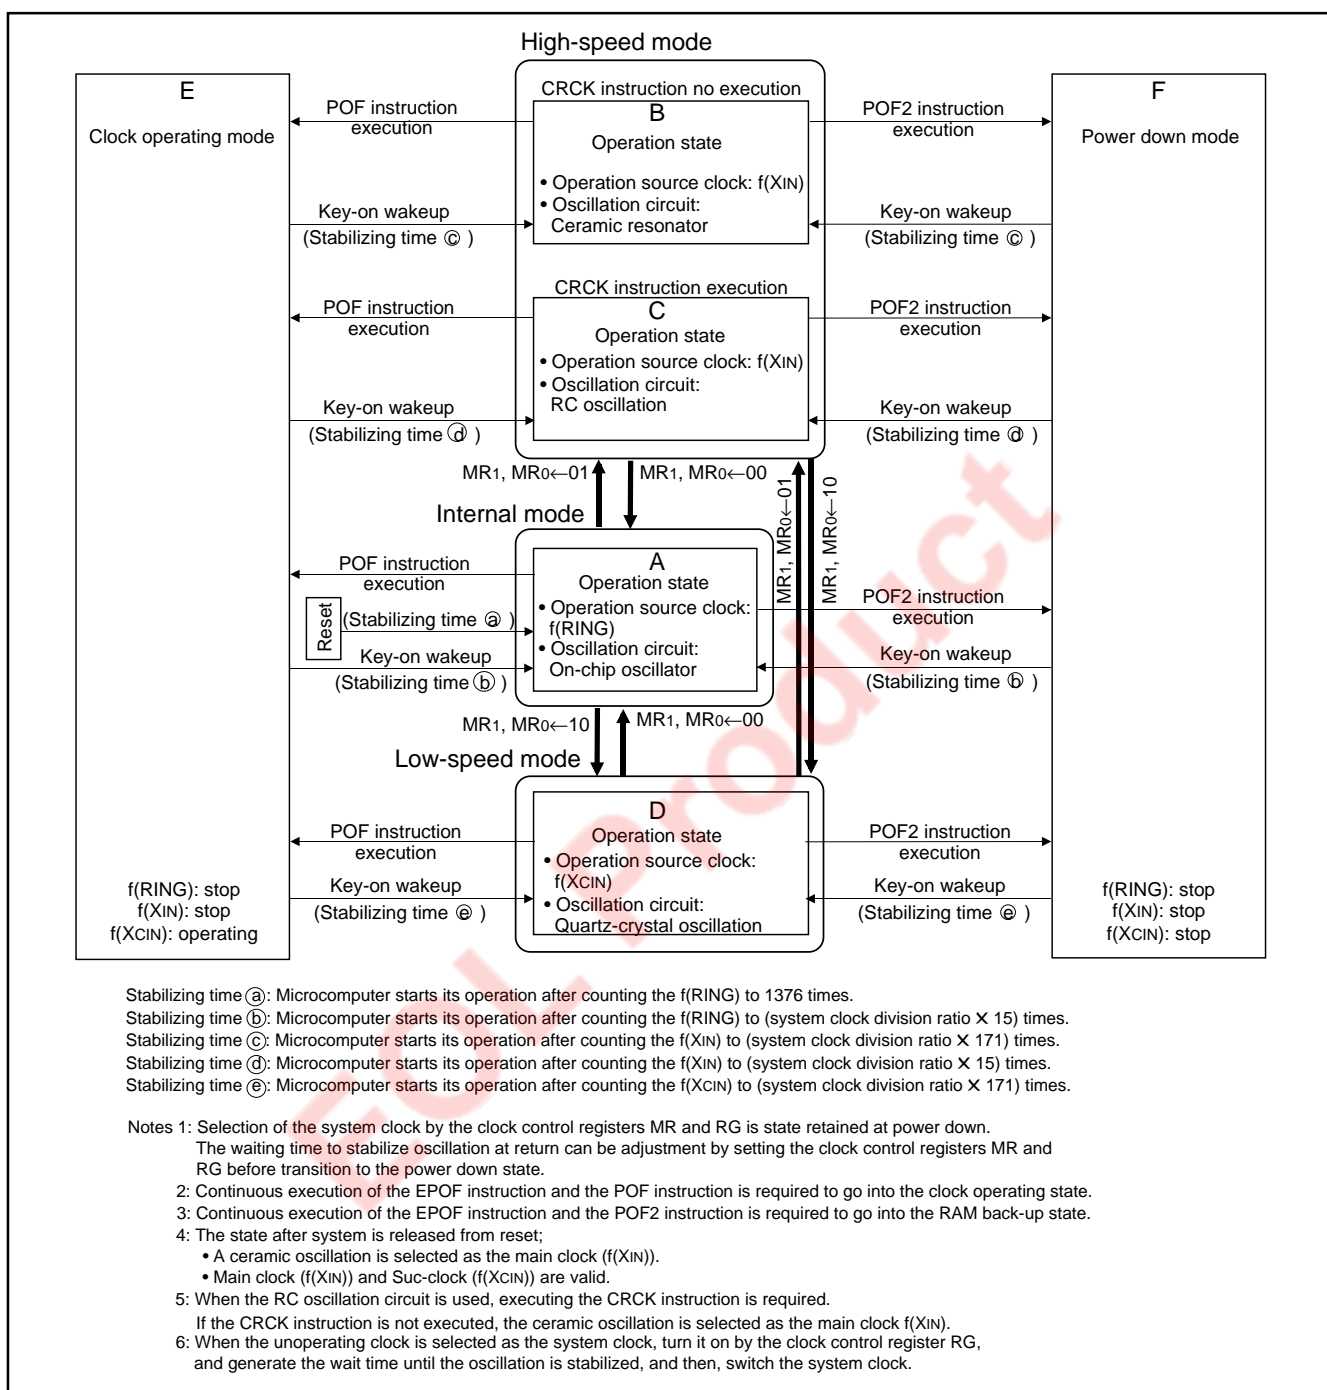 High-speed mode
E
Clock operating mode
POF instruction
execution
CRCK instruction no execution
B
Operation state
• Operation source clock: f(XIN)
• Oscillation circuit:
Ceramic resonator
POF2 instruction
execution
F
Power down mode
Key-on wakeup
(Stabilizing time ⓒ )
Key-on wakeup
(Stabilizing time ⓒ )
POF instruction
execution
CRCK instruction execution
C
Operation state
• Operation source clock: f(XIN)
• Oscillation circuit:
RC oscillation
POF2 instruction
execution
Key-on wakeup
(Stabilizing time ⓓ )
Key-on wakeup
(Stabilizing time ⓓ )
MR1, MR0←01
MR1, MR0←00
MR1, MR0←01
MR1, MR0←10
Internal mode
POF instruction
execution
A
Operation state
• Operation source clock:
f(RING)
• Oscillation circuit:
On-chip oscillator
POF2 instruction
execution
Reset
(Stabilizing time ⓐ )
Key-on wakeup
(Stabilizing time ⓑ )
Key-on wakeup
(Stabilizing time ⓑ )
MR1, MR0←10
MR1, MR0←00
Low-speed mode
POF instruction
execution
D
Operation state
• Operation source clock:
f(XCIN)
• Oscillation circuit:
Quartz-crystal oscillation
POF2 instruction
execution
Key-on wakeup
(Stabilizing time ⓔ )
Key-on wakeup
(Stabilizing time ⓔ )
f(RING): stop
f(XIN): stop
f(XCIN): operating
f(RING): stop
f(XIN): stop
f(XCIN): stop
Stabilizing time ⓐ: Microcomputer starts its operation after counting the f(RING) to 1376 times.
Stabilizing time ⓑ: Microcomputer starts its operation after counting the f(RING) to (system clock division ratio ✕ 15) times.
Stabilizing time ⓒ: Microcomputer starts its operation after counting the f(XIN) to (system clock division ratio ✕ 171) times.
Stabilizing time ⓓ: Microcomputer starts its operation after counting the f(XIN) to (system clock division ratio ✕ 15) times.
Stabilizing time ⓔ: Microcomputer starts its operation after counting the f(XCIN) to (system clock division ratio ✕ 171) times.
Notes 1: Selection of the system clock by the clock control registers MR and RG is state retained at power down.
The waiting time to stabilize oscillation at return can be adjustment by setting the clock control registers MR and
RG before transition to the power down state.
2: Continuous execution of the EPOF instruction and the POF instruction is required to go into the clock operating state.
3: Continuous execution of the EPOF instruction and the POF2 instruction is required to go into the RAM back-up state.
4: The state after system is released from reset;
• A ceramic oscillation is selected as the main clock (f(XIN)).
• Main clock (f(XIN)) and Suc-clock (f(XCIN)) are valid.
5: When the RC oscillation circuit is used, executing the CRCK instruction is required.
If the CRCK instruction is not executed, the ceramic oscillation is selected as the main clock f(XIN).
6: When the unoperating clock is selected as the system clock, turn it on by the clock control register RG,
and generate the wait time until the oscillation is stabilized, and then, switch the system clock.
EOL Product